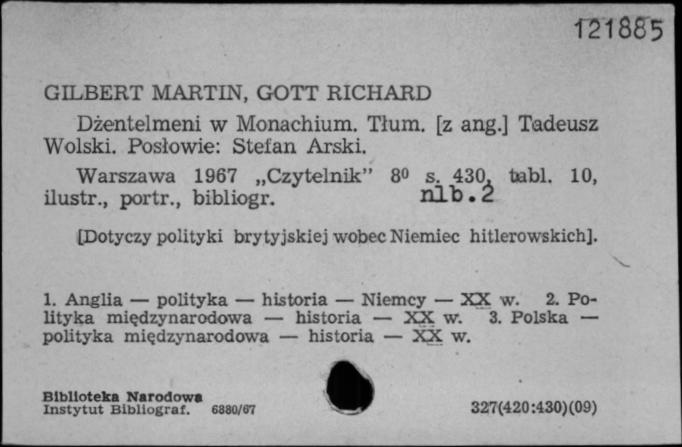 121885
GILBERT MARTIN, GOTT RICHARD
Dżentelmeni w Monachium. Tłum. [z ang.] Tadeusz
Wolski. Posłowie: Stefan Arski.
Warszawa 1967 „Czytelnik” 8⁰ s. 430, tabl. 10,
ilustr., portr., bibliogr. nlb.2
[Dotyczy polityki brytyjskiej wobec Niemiec hitlerowskich].
1. Anglia — polityka — historia — Niemcy — XX w. 2. Po-
lityka międzynarodowa — historia — XX w. 3. Polska —
polityka międzynarodowa — historia — XX w.
Biblioteka Narodowa
Instytut Bibliograf. 6880/67 327(420:430)(09)